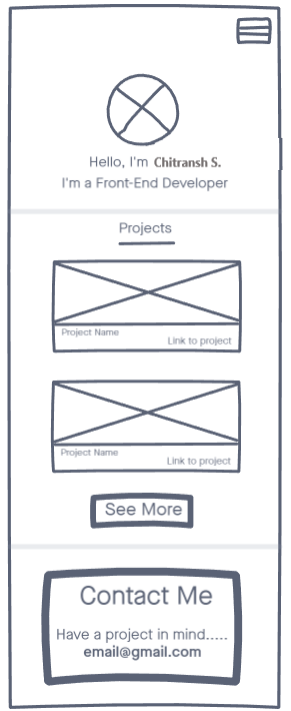 Hello, I'm Chitransh S.
I'm a Front-End Developer
Projects
Project Name
Link to project
Project Name
Link to project
See More
Contact Me
Have a project in mind.....
email@gmail.com